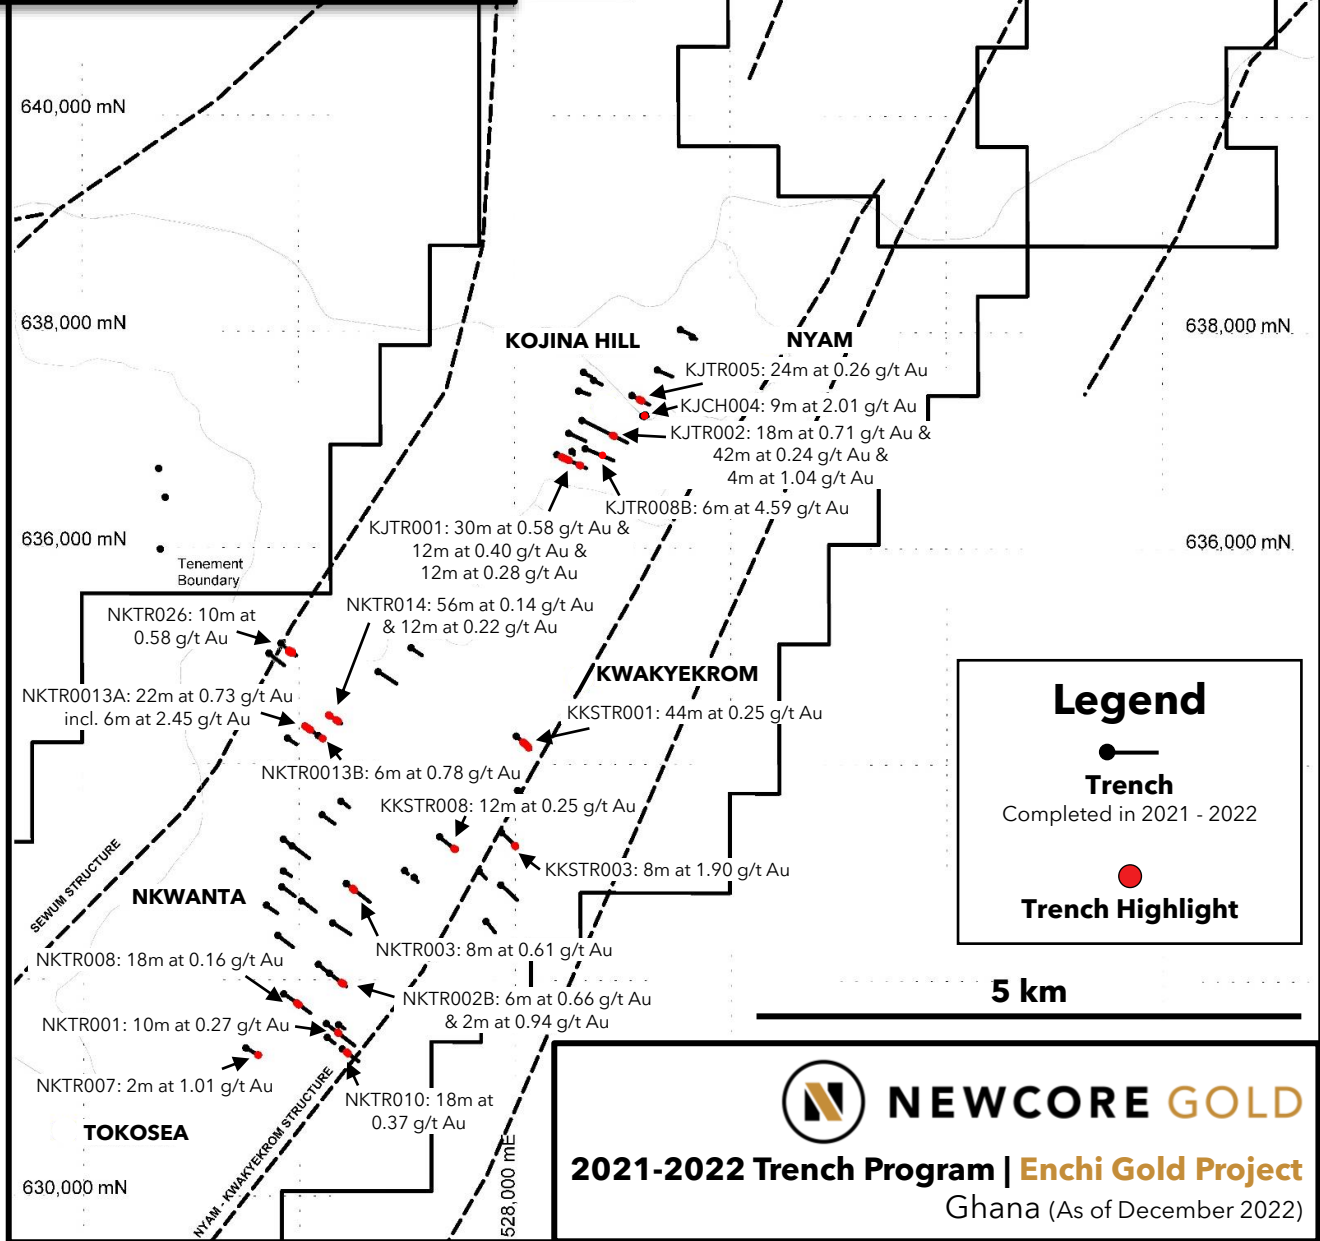 640,000 mN
638,000 mN
KOJINA HILL
NYAM
638,000 mN
KJTR005: 24m at 0.26 g/t Au
KJCH004: 9m at 2.01 g/t Au
KJTR002: 18m at 0.71 g/t Au &
42m at 0.24 g/t Au &
4m at 1.04 g/t Au
KJTR008B: 6m at 4.59 g/t Au
KJTR001: 30m at 0.58 g/t Au &
12m at 0.40 g/t Au &
12m at 0.28 g/t Au
636,000 mN
636,000 mN
Tenement
Boundary
NKTR026: 10m at
0.58 g/t Au
NKTR014: 56m at 0.14 g/t Au
& 12m at 0.22 g/t Au
NKTR0013A: 22m at 0.73 g/t Au
incl. 6m at 2.45 g/t Au
KWAKYEKROM
KKSTR001: 44m at 0.25 g/t Au
NKTR0013B: 6m at 0.78 g/t Au
KKSTR008: 12m at 0.25 g/t Au
KKSTR003: 8m at 1.90 g/t Au
SEWUM STRUCTURE
NKWANTA
NKTR003: 8m at 0.61 g/t Au
NKTR008: 18m at 0.16 g/t Au
NKTR002B: 6m at 0.66 g/t Au
& 2m at 0.94 g/t Au
NKTR001: 10m at 0.27 g/t Au
NKTR007: 2m at 1.01 g/t Au
NKTR010: 18m at
0.37 g/t Au
TOKOSEA
NYAM - KWAKYEKROM STRUCTURE
630,000 mN
528,000 mE
Legend
Trench
Completed in 2021 - 2022
Trench Highlight
5 km
N NEWCORE GOLD
2021-2022 Trench Program | Enchi Gold Project
Ghana (As of December 2022)